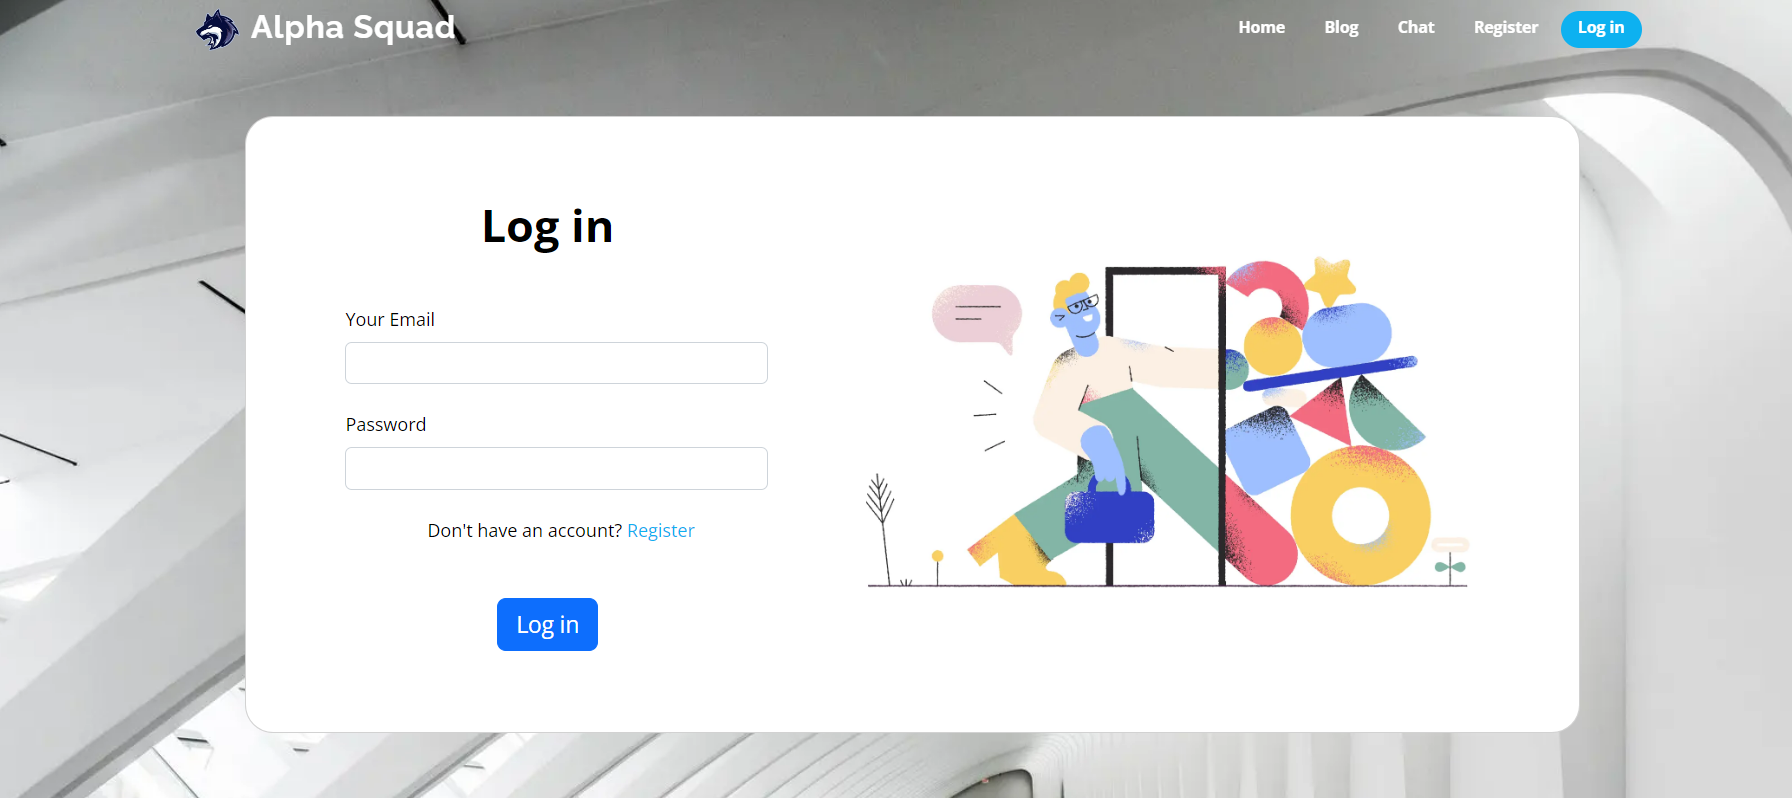 Alpha Squad
Home
Blog
Chat
Register
Log in
Log in
Your Email
Password
Don't have an account? Register
Log in